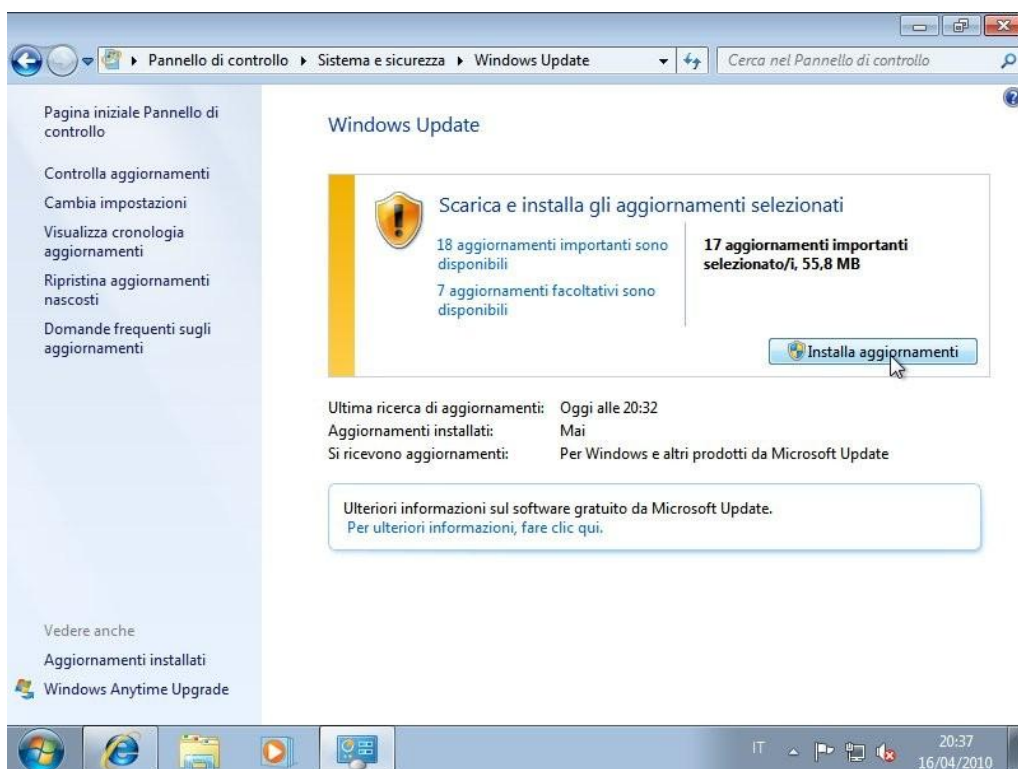 Pannello di controllo Sistema e sicurezza Windows Update
Cerca nel Pannello di controllo
Pagina iniziale Pannello di
controllo
Controlla aggiornamenti
Cambia impostazioni
Visualizza cronologia
aggiornamenti
Ripristina aggiornamenti
nascosti
Domande frequenti sugli
aggiornamenti
Vedere anche
Aggiornamenti installati
Windows Anytime Upgrade
Windows Update
Scarica e installa gli aggiornamenti selezionati
18 aggiornamenti importanti sono
disponibili
7 aggiornamenti facoltativi sono
disponibili
17 aggiornamenti importanti
selezionato/i, 55,8 MB
Installa aggiornamenti
Ultima ricerca di aggiornamenti: Oggi alle 20:32
Aggiornamenti installati: Mai
Si ricevono aggiornamenti: Per Windows e altri prodotti da Microsoft Update
Ulteriori informazioni sul software gratuito da Microsoft Update.
Per ulteriori informazioni, fare clic qui.
IT
20:37
16/04/2010